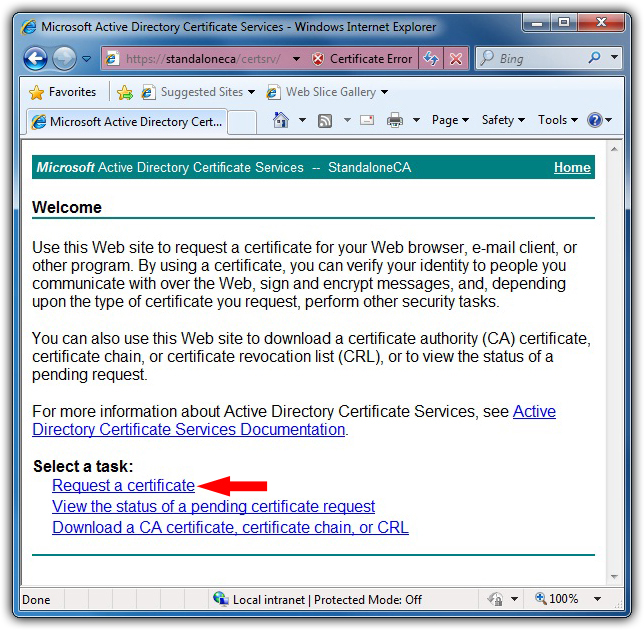 Microsoft Active Directory Certificate Services - Windows Internet Explorer
https://standaloneca/certsrv/ Certificate Error Bing
Favorites Suggested Sites Web Slice Gallery
Microsoft Active Directory Cert... Page Safety Tools
Microsoft Active Directory Certificate Services -- StandaloneCA Home
Welcome
Use this Web site to request a certificate for your Web browser, e-mail client, or
other program. By using a certificate, you can verify your identity to people you
communicate with over the Web, sign and encrypt messages, and, depending
upon the type of certificate you request, perform other security tasks.
You can also use this Web site to download a certificate authority (CA) certificate,
certificate chain, or certificate revocation list (CRL), or to view the status of a
pending request.
For more information about Active Directory Certificate Services, see Active
Directory Certificate Services Documentation.
Select a task:
Request a certificate
View the status of a pending certificate request
Download a CA certificate, certificate chain, or CRL
Done Local intranet | Protected Mode: Off 100%